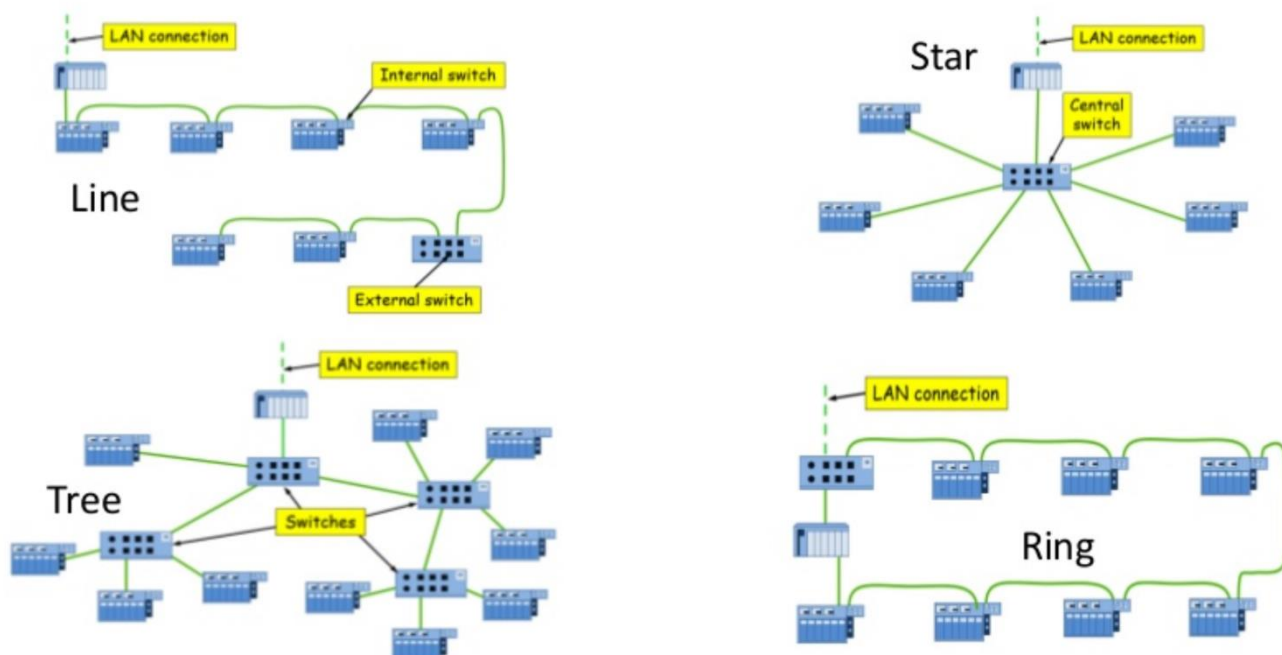 LAN connection
Internal switch
Line
External switch
Star
LAN connection
Central
switch
LAN connection
Tree
Switches
LAN connection
Ring